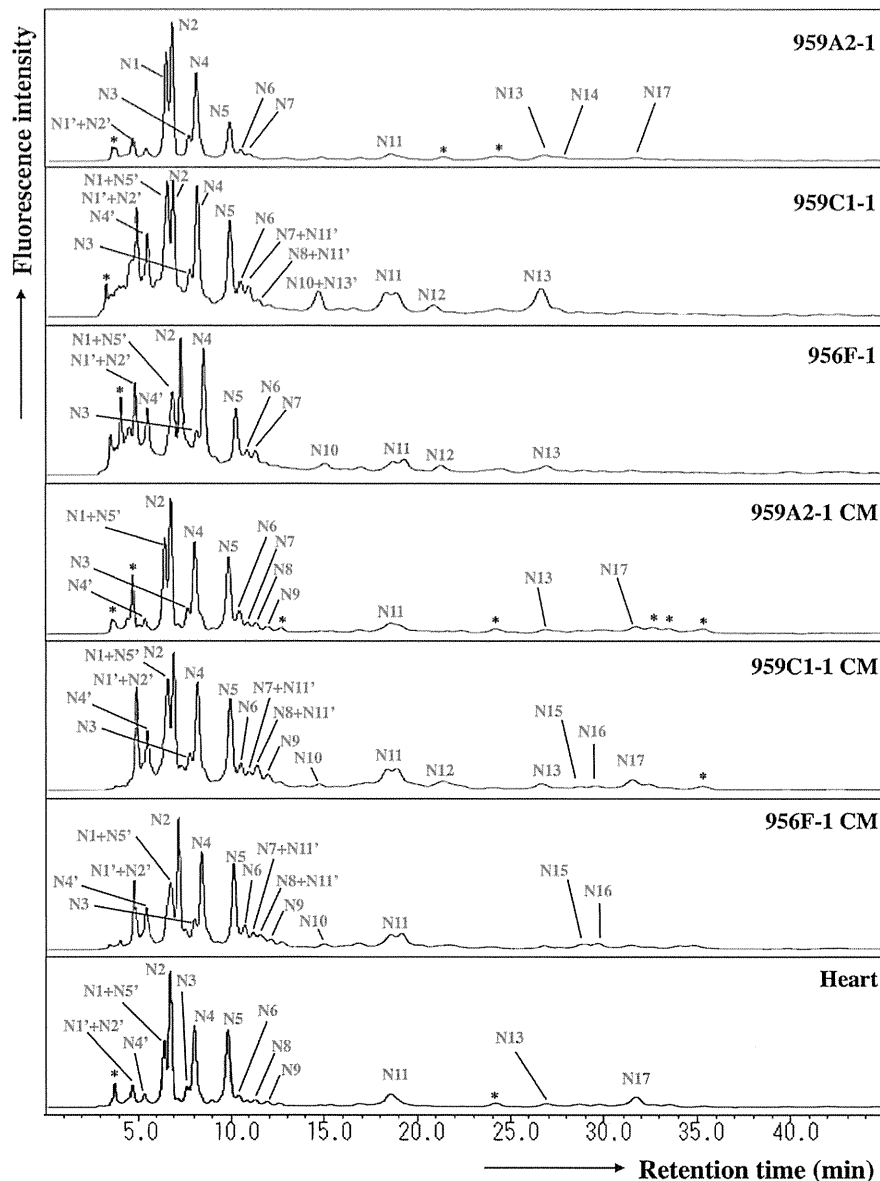 Fluorescence intensity
959A2-1
N2
N1
N4
N3
N6
N1'+N2'
N5
N7
N13
N14
N17
*
N11
*
*
959C1-1
N1+N5'
N2
N1'+N2'
N4
N4'
N5
N6
N3
N7+N11'
N8+N11'
*
N10+N13'
N11
N12
N13
956F-1
N2
N1+N5'
N4
N1'+N2'
*
N4'
N5
N6
N3
N7
N10
N11
N12
N13
959A2-1 CM
N2
N1+N5'
N4
N5
N6
N7
N3
N8
N4'
N9
*
*
*
N11
*
N13
N17
*
*
*
959C1-1 CM
N1+N5'
N2
N1'+N2'
N4
N4'
N5
N7+N11'
N6
N8+N11'
N3
N9
N10
N11
N12
N13
N15
N16
N17
*
956F-1 CM
N2
N1+N5'
N4
N7+N11'
N1'+N2'
N5
N6
N4'
N8+N11'
N3
N9
N10
N11
N15
N16
Heart
N2
N3
N1+N5'
N4
N5
N6
N1'+N2'
N4'
N8
N9
*
N11
*
N13
N17
5.0 10.0 15.0 20.0 25.0 30.0 35.0 40.0
Retention time (min)